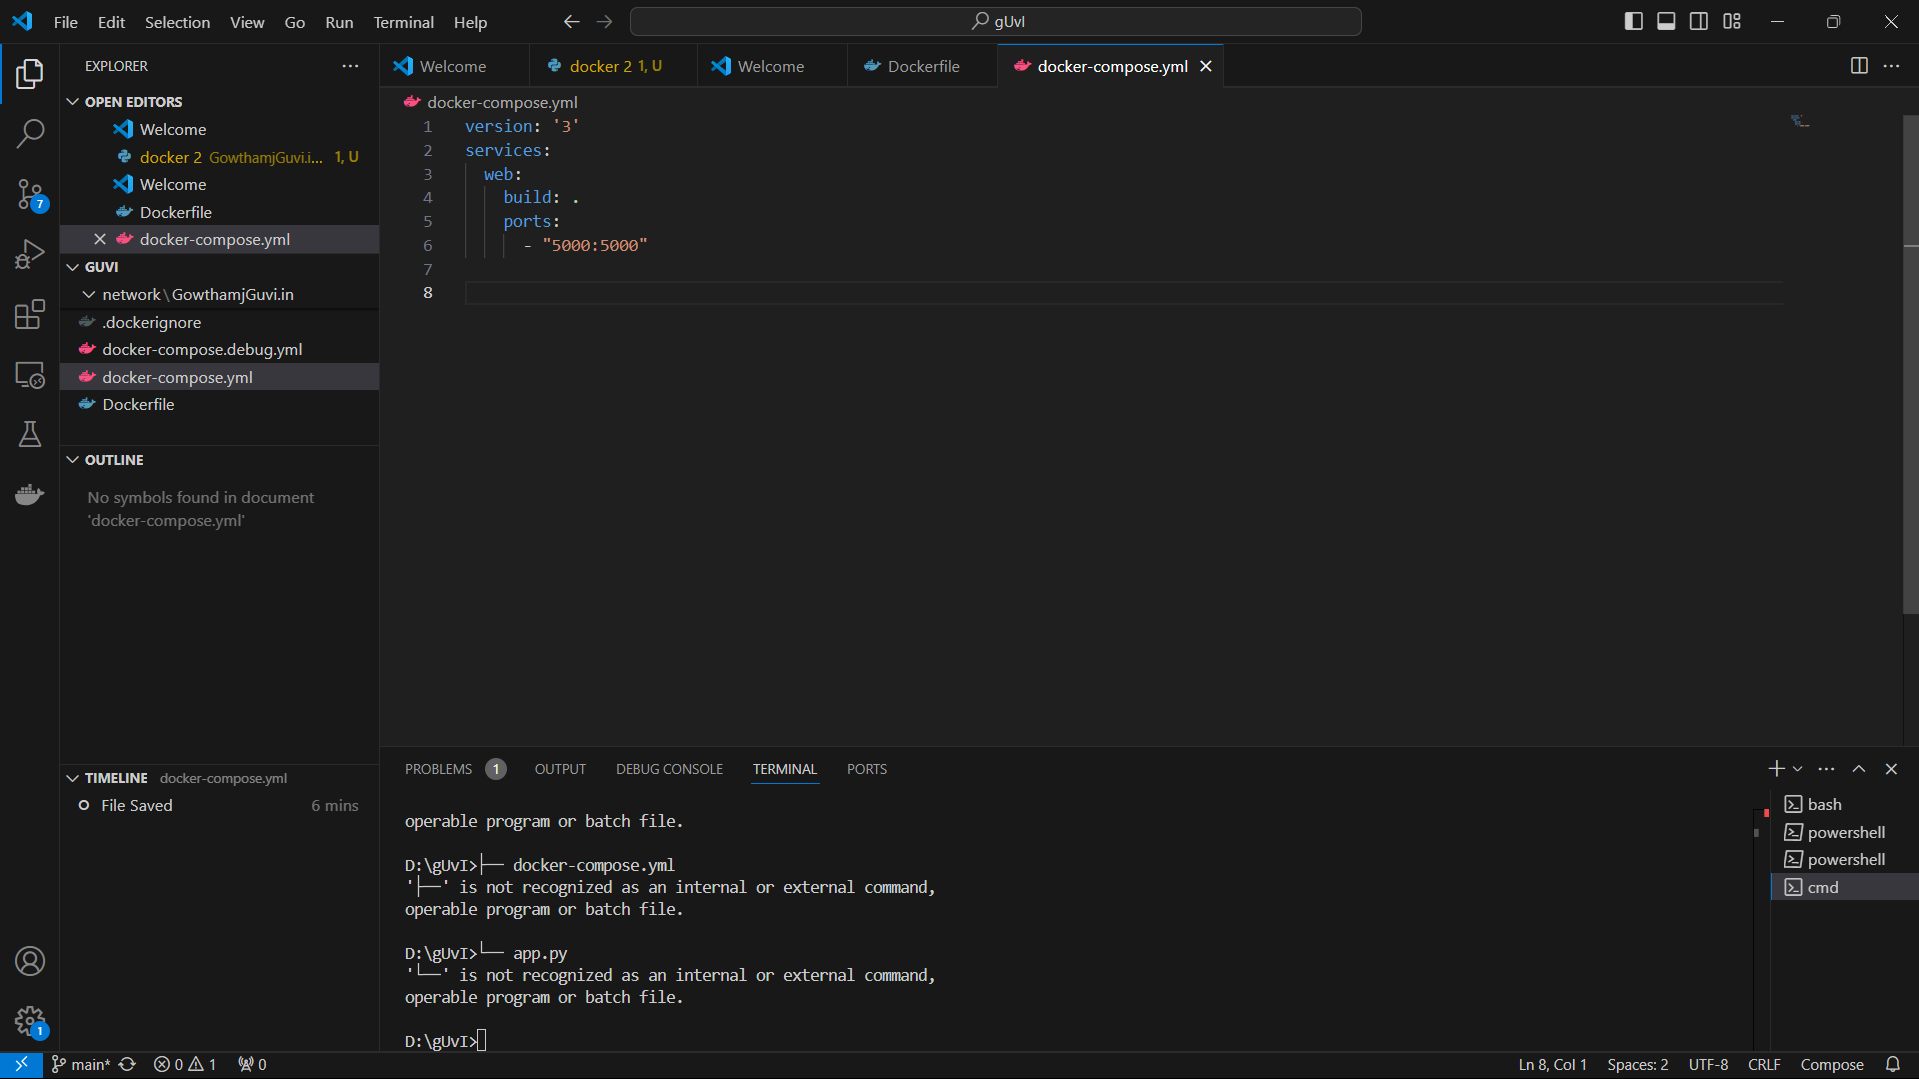 File Edit Selection View Go Run Terminal Help
gUvI
EXPLORER
OPEN EDITORS
Welcome
docker 2 GowthamjGuvi.i... 1, U
Welcome
Dockerfile
docker-compose.yml
GUVI
network\GowthamjGuvi.in
.dockerignore
docker-compose.debug.yml
docker-compose.yml
Dockerfile
OUTLINE
No symbols found in document
'docker-compose.yml'
TIMELINE docker-compose.yml
File Saved 6 mins
7
1
Welcome docker 2 1, U Welcome Dockerfile docker-compose.yml
docker-compose.yml
1 version: '3'
2 services:
3 web:
4 build: .
5 ports:
6 - "5000:5000"
7
8
PROBLEMS 1 OUTPUT DEBUG CONSOLE TERMINAL PORTS
operable program or batch file.
D:\gUvI>├── docker-compose.yml
'├──' is not recognized as an internal or external command,
operable program or batch file.
D:\gUvI>└── app.py
'└──' is not recognized as an internal or external command,
operable program or batch file.
D:\gUvI>
bash
powershell
powershell
cmd
main* 0 1 0 Ln 8, Col 1 Spaces: 2 UTF-8 CRLF Compose